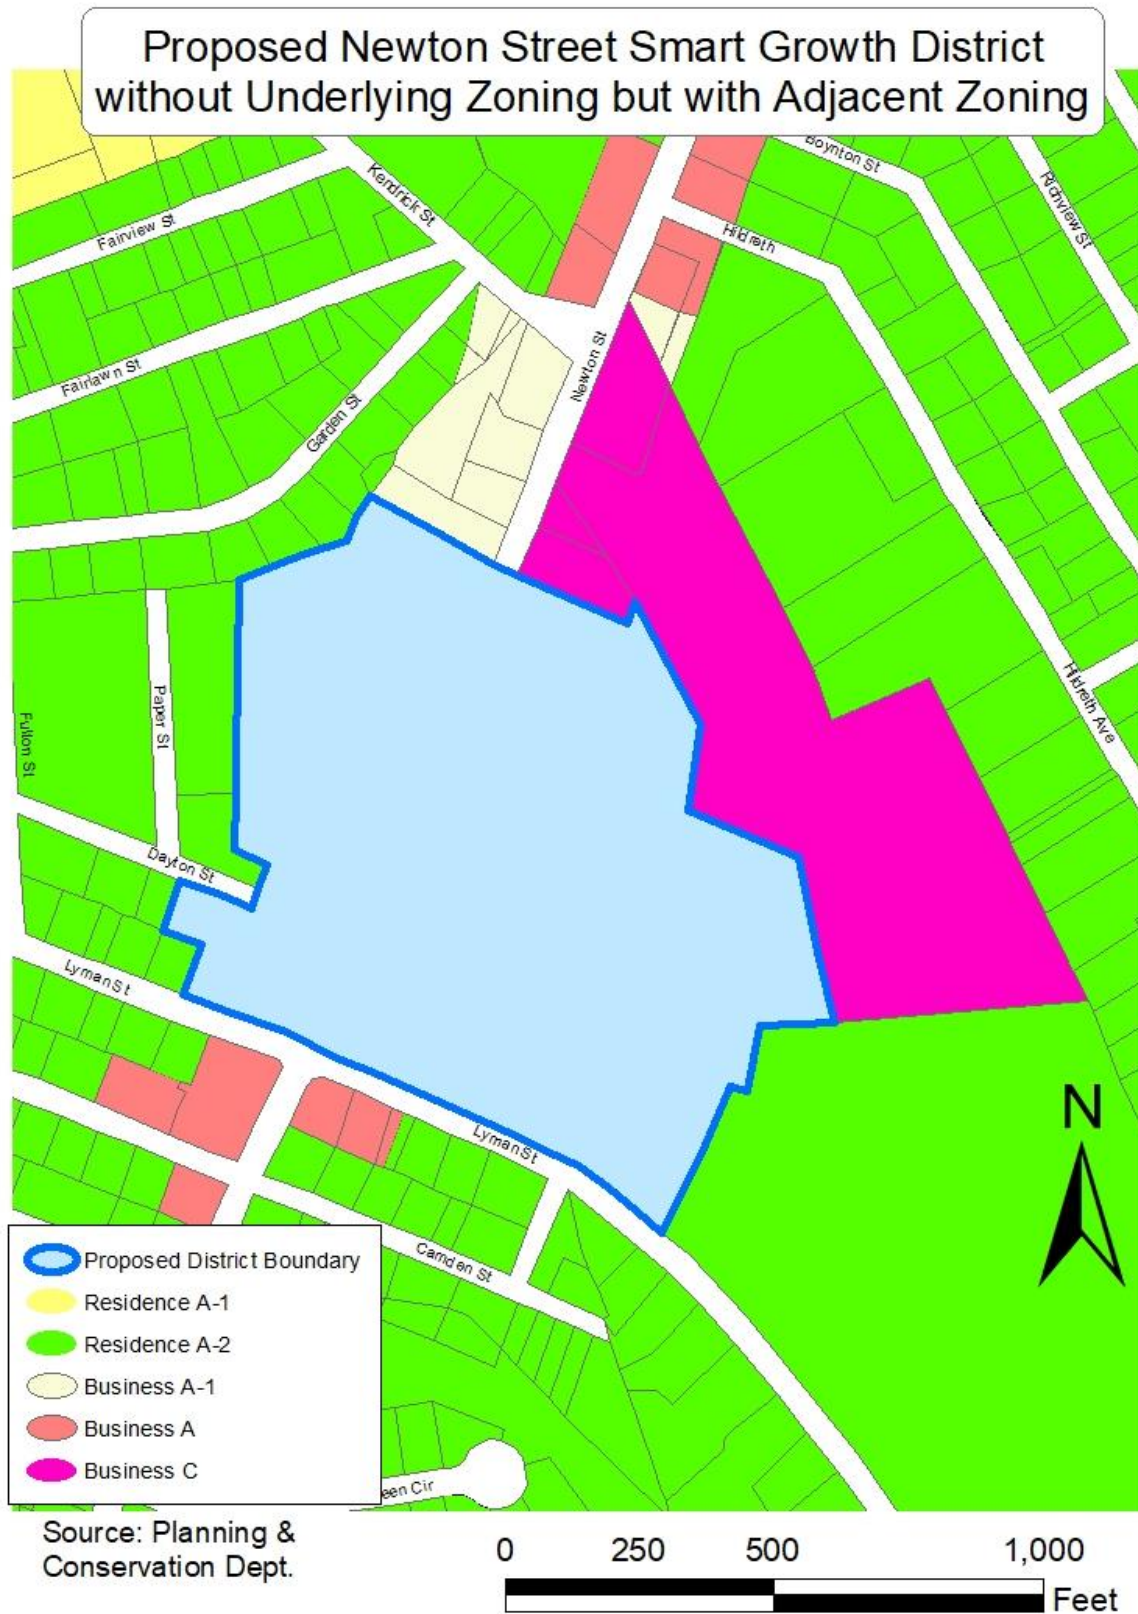 Proposed Newton Street Smart Growth District
without Underlying Zoning but with Adjacent Zoning
Boynton St
Richview St
Kendrick St
Fairview St
Hildreth
Newton St
Fairlawn St
Garden St
Paper St
Fullon St
Hildreth Ave
Dayton St
Lyman St
N
Lyman St
Camden St
Proposed District Boundary
Residence A-1
Residence A-2
Business A-1
Business A
Business C
een Cir
Source: Planning &
Conservation Dept.
0 250 500 1,000
Feet